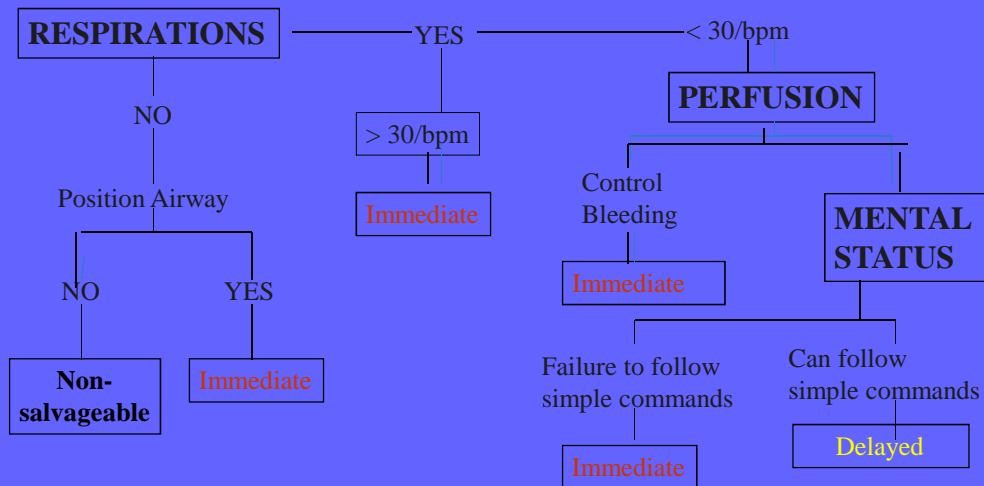 RESPIRATIONS
YES
< 30/bpm
PERFUSION
NO
> 30/bpm
Immediate
Position Airway
Control
Bleeding
MENTAL
STATUS
Immediate
NO
YES
Non-
salvageable
Immediate
Failure to follow
simple commands
Can follow
simple commands
Immediate
Delayed